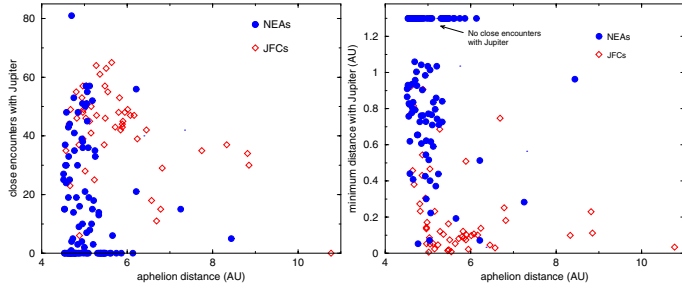 80
60
40
20
0
4
6
8
10
close encounters with Jupiter
aphelion distance (AU)
NEAs
JFCs
1.2
1
0.8
0.6
0.4
0.2
0
4
6
8
10
minimum distance with Jupiter (AU)
aphelion distance (AU)
NEAs
No close encounters
with Jupiter
JFCs